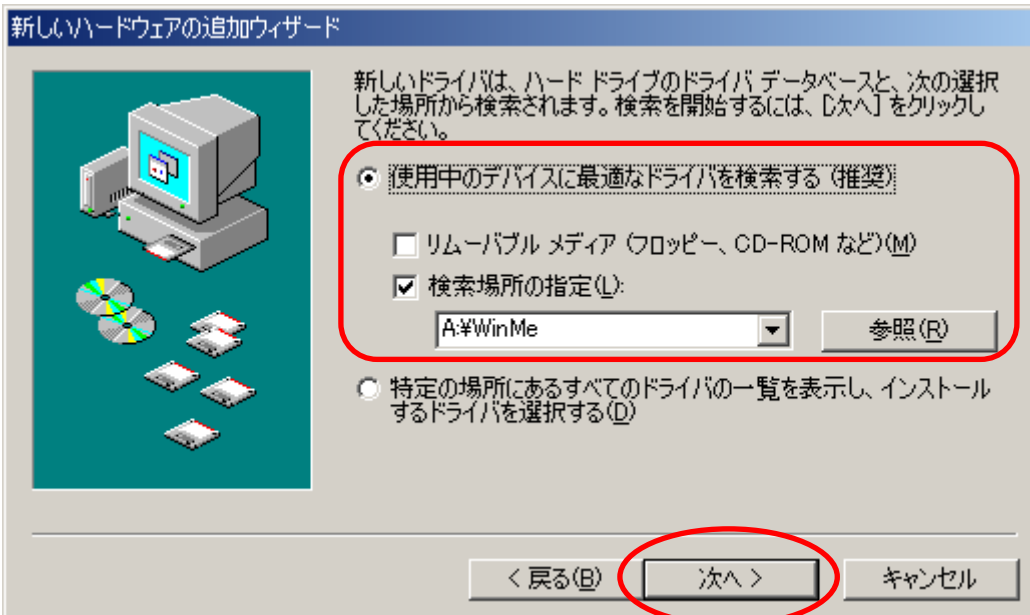 新しいハードウェアの追加ウィザード
新しいドライバは、ハード ドライブのドライバ データベースと、次の選択
した場所から検索されます。検索を開始するには、[次へ] をクリックし
てください。
使用中のデバイスに最適なドライバを検索する (推奨)
リムーバブル メディア (フロッピー、CD-ROM など)(M)
検索場所の指定(L):
A:¥WinMe
参照(R)
特定の場所にあるすべてのドライバの一覧を表示し、インストール
するドライバを選択する(D)
< 戻る(B)
次へ >
キャンセル